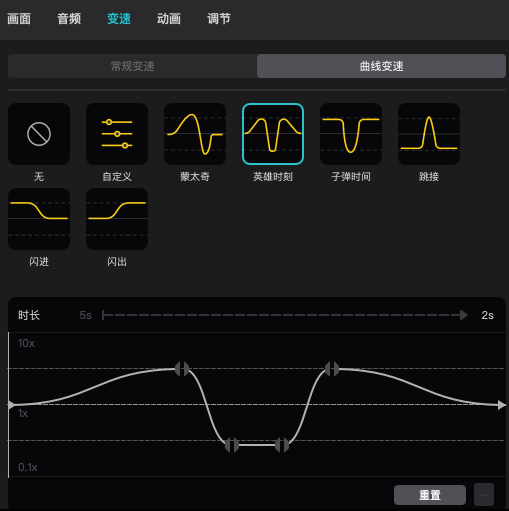 画面 音频 变速 动画 调节
常规变速 曲线变速
无 自定义 蒙太奇 英雄时刻 子弹时间 跳接
闪进 闪出
时长 5s 2s
10x
1x
0.1x
重置